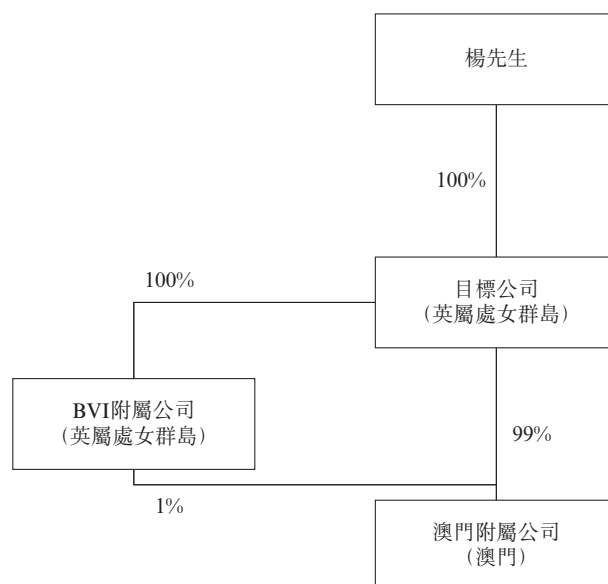 楊先生
100%
100%
目標公司
（英屬處女群島）
BVI附屬公司
（英屬處女群島）
99%
1%
澳門附屬公司
（澳門）